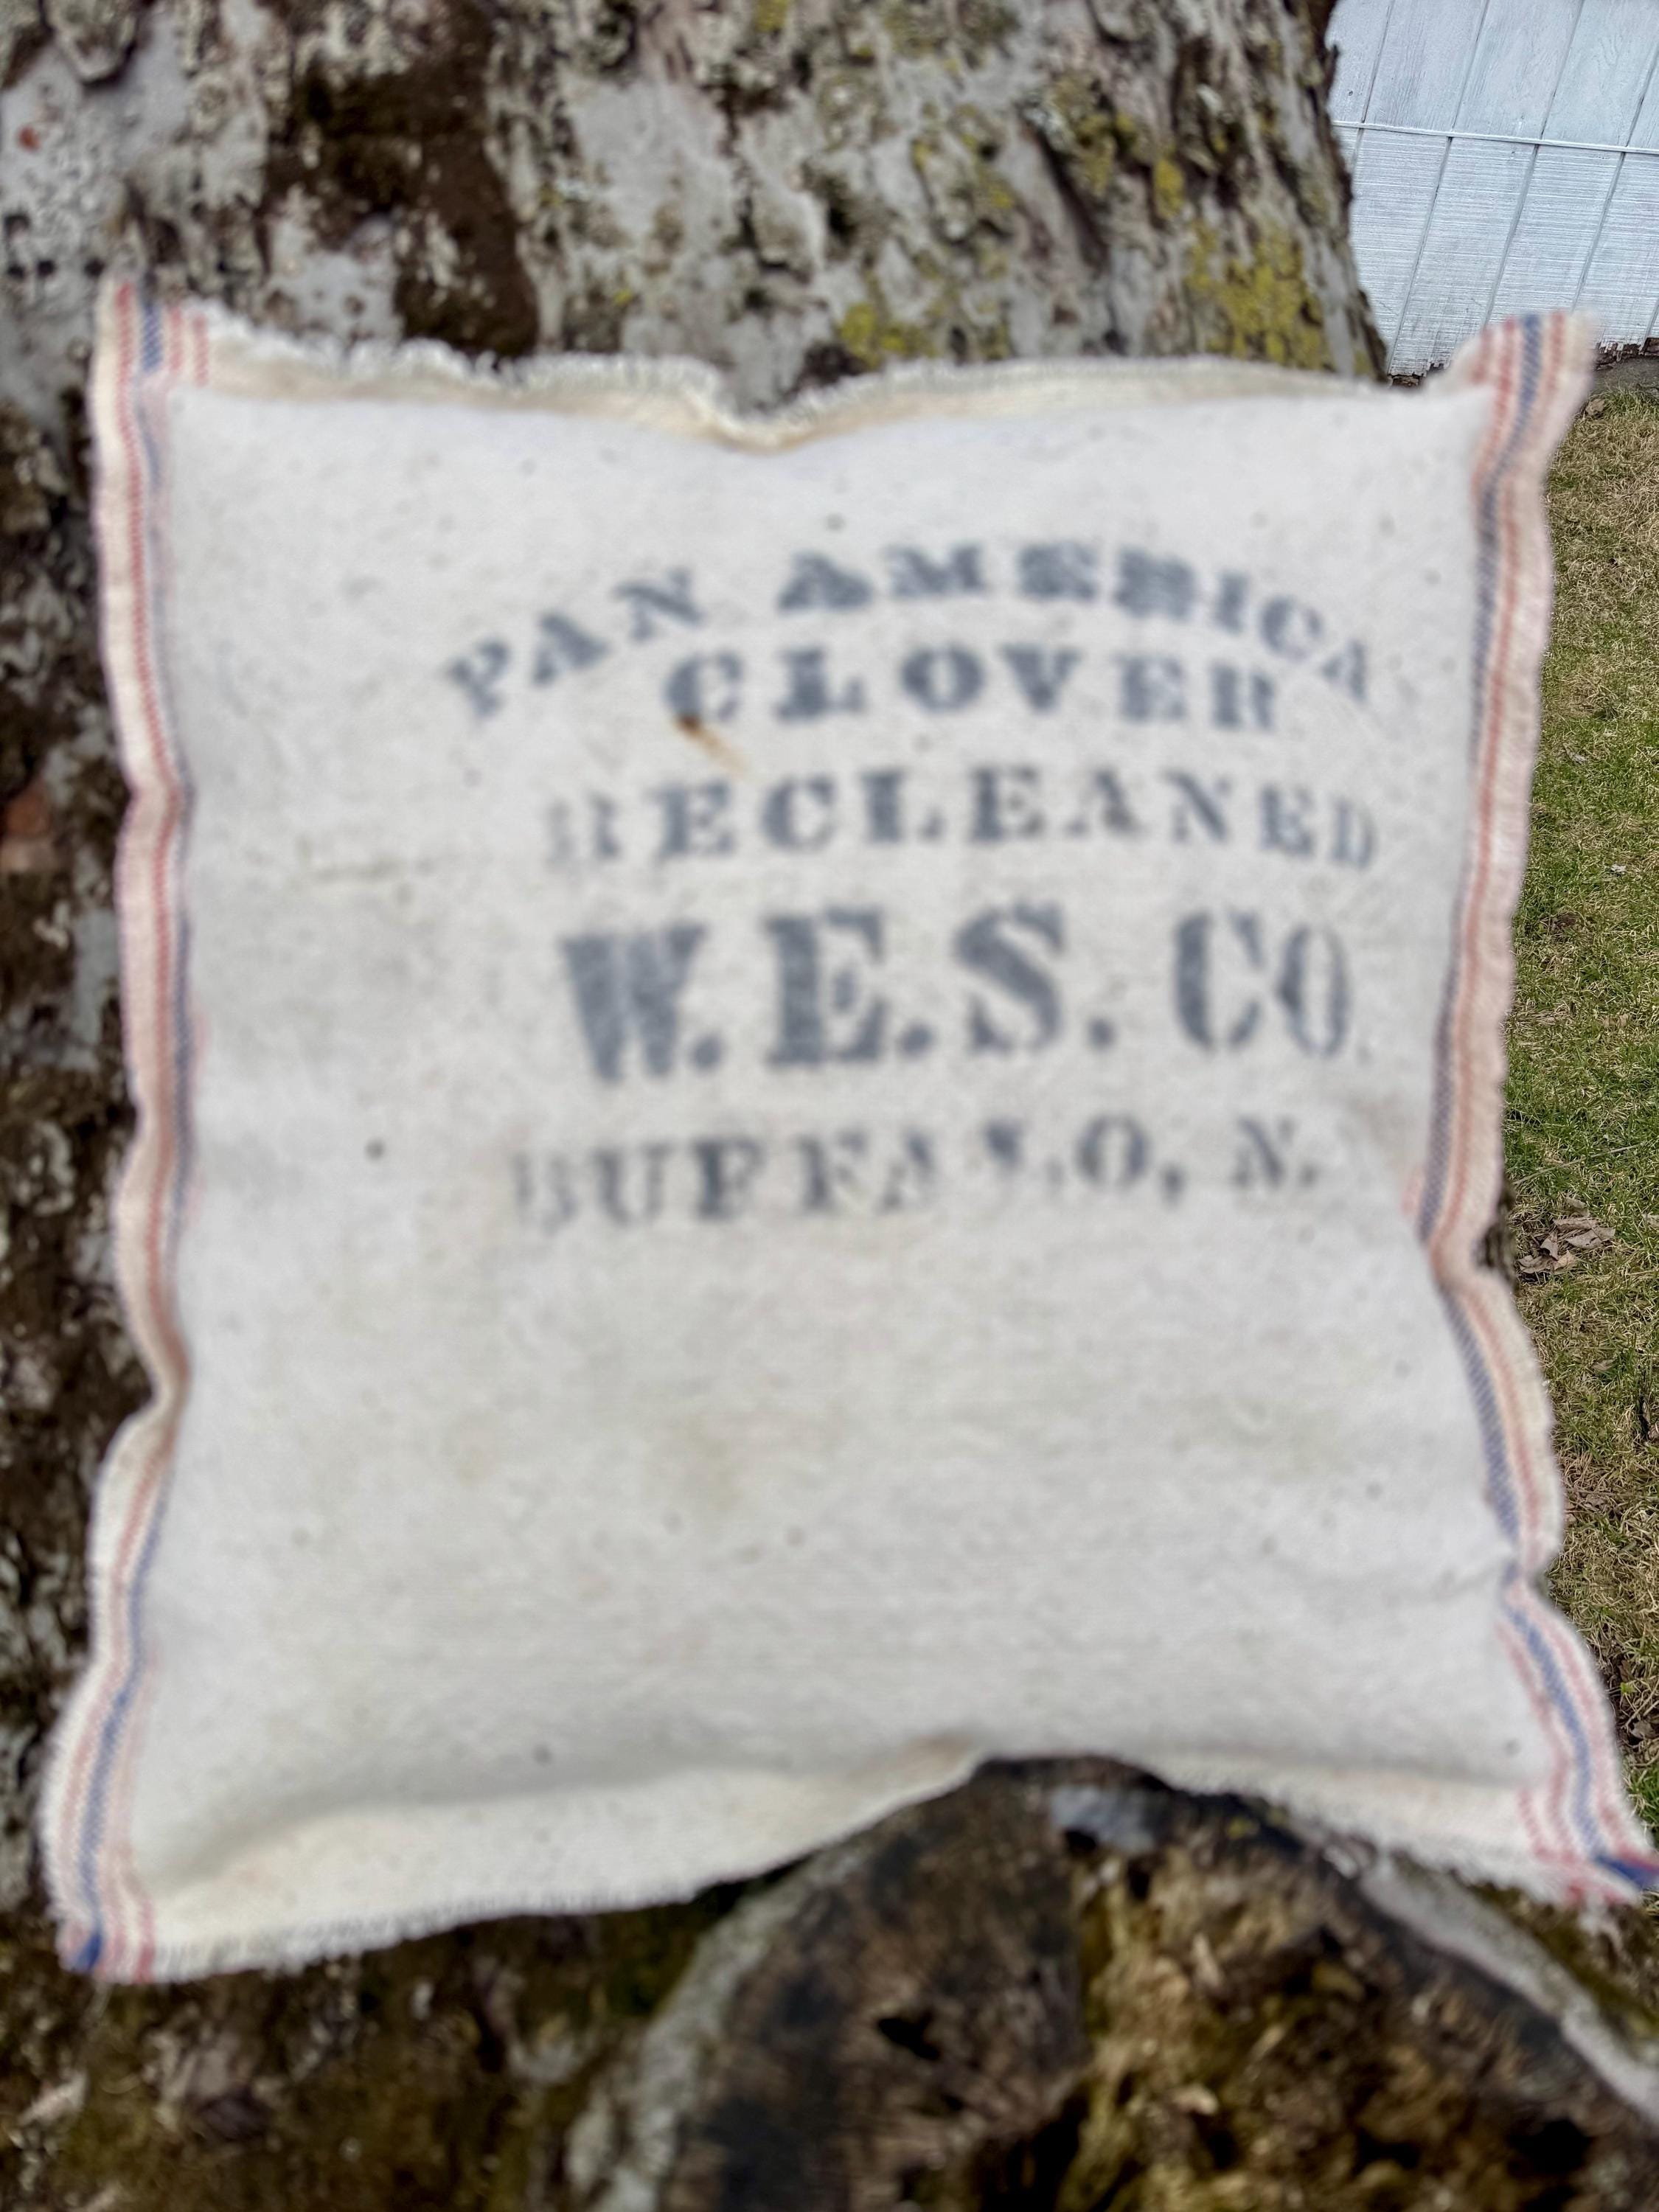 PAN AMERICA
CLOVER
RECLEANED
W.E.S. CO.
BUFFALO, N.